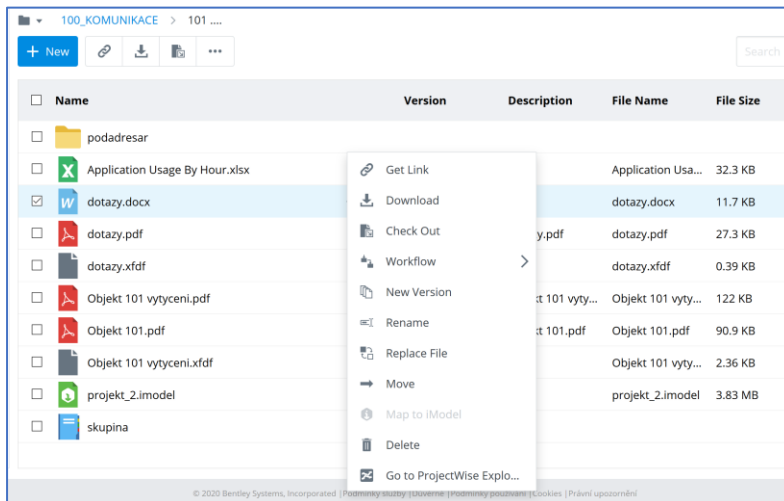 100_KOMUNIKACE > 101 ....
+ New
Search
Name Version Description File Name File Size
podadresar
Application Usage By Hour.xlsx Application Usa... 32.3 KB
dotazy.docx dotazy.docx 11.7 KB
dotazy.pdf y.pdf dotazy.pdf 27.3 KB
dotazy.xfdf dotazy.xfdf 0.39 KB
Objekt 101 vytyceni.pdf kt 101 vyty... Objekt 101 vyty... 122 KB
Objekt 101.pdf kt 101.pdf Objekt 101.pdf 90.9 KB
Objekt 101 vytyceni.xfdf Objekt 101 vyty... 2.36 KB
projekt_2.imodel projekt_2.imodel 3.83 MB
skupina
Get Link
Download
Check Out
Workflow
New Version
Rename
Replace File
Move
Map to iModel
Delete
Go to ProjectWise Explo...
© 2020 Bentley Systems, Incorporated | Podmínky služby | Důvěrné | Podmínky používání | Cookies | Právní upozornění